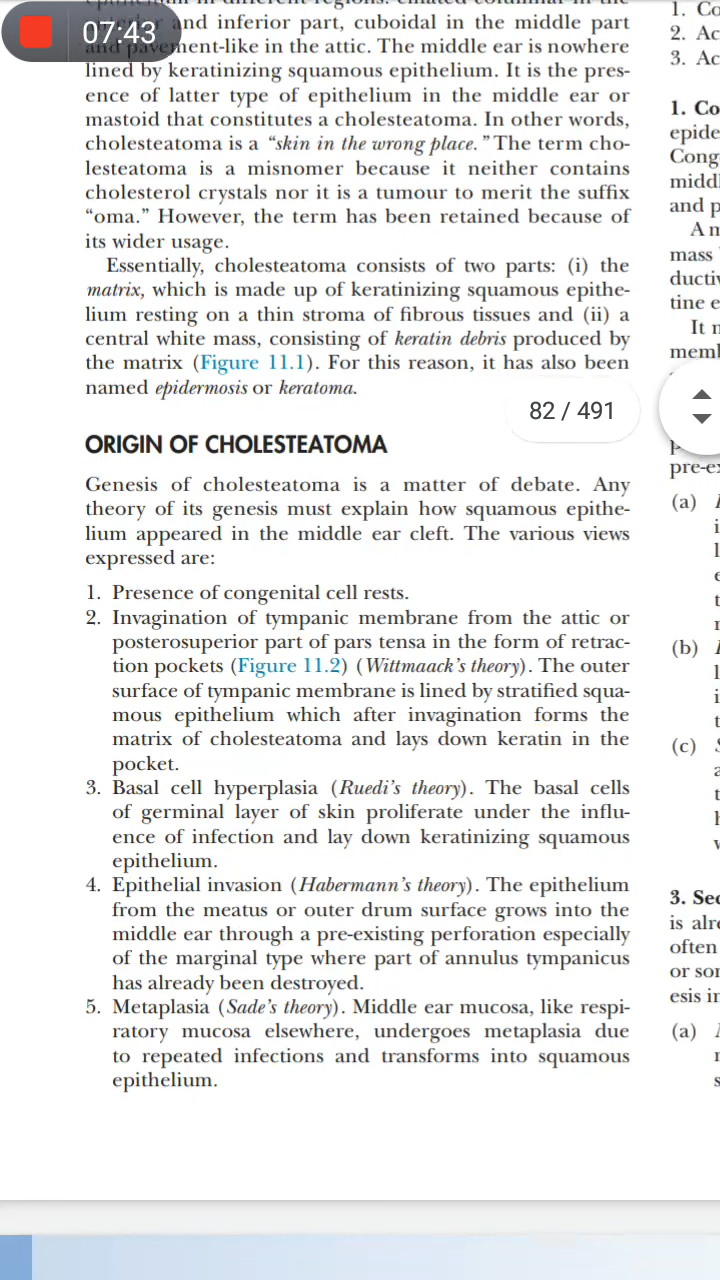 07:43
and inferior part, cuboidal in the middle part
and pavement-like in the attic. The middle ear is nowhere
lined by keratinizing squamous epithelium. It is the pres-
ence of latter type of epithelium in the middle ear or
mastoid that constitutes a cholesteatoma. In other words,
cholesteatoma is a “skin in the wrong place.” The term cho-
lesteatoma is a misnomer because it neither contains
cholesterol crystals nor it is a tumour to merit the suffix
“oma.” However, the term has been retained because of
its wider usage.
Essentially, cholesteatoma consists of two parts: (i) the
matrix, which is made up of keratinizing squamous epithe-
lium resting on a thin stroma of fibrous tissues and (ii) a
central white mass, consisting of keratin debris produced by
the matrix (Figure 11.1). For this reason, it has also been
named epidermosis or keratoma.
82 / 491
ORIGIN OF CHOLESTEATOMA
Genesis of cholesteatoma is a matter of debate. Any
theory of its genesis must explain how squamous epithe-
lium appeared in the middle ear cleft. The various views
expressed are:
1. Presence of congenital cell rests.
2. Invagination of tympanic membrane from the attic or
posterosuperior part of pars tensa in the form of retrac-
tion pockets (Figure 11.2) (Wittmaack’s theory). The outer
surface of tympanic membrane is lined by stratified squa-
mous epithelium which after invagination forms the
matrix of cholesteatoma and lays down keratin in the
pocket.
3. Basal cell hyperplasia (Ruedi’s theory). The basal cells
of germinal layer of skin proliferate under the influ-
ence of infection and lay down keratinizing squamous
epithelium.
4. Epithelial invasion (Habermann’s theory). The epithelium
from the meatus or outer drum surface grows into the
middle ear through a pre-existing perforation especially
of the marginal type where part of annulus tympanicus
has already been destroyed.
5. Metaplasia (Sade’s theory). Middle ear mucosa, like respi-
ratory mucosa elsewhere, undergoes metaplasia due
to repeated infections and transforms into squamous
epithelium.
1. Co
2. Ac
3. Ac
1. Co
epide
Cong
middl
and p
A m
mass
ductiv
tine e
It m
memb
pre-ex
(a)
(b)
(c)
3. Sec
is alre
often
or som
esis in
(a)